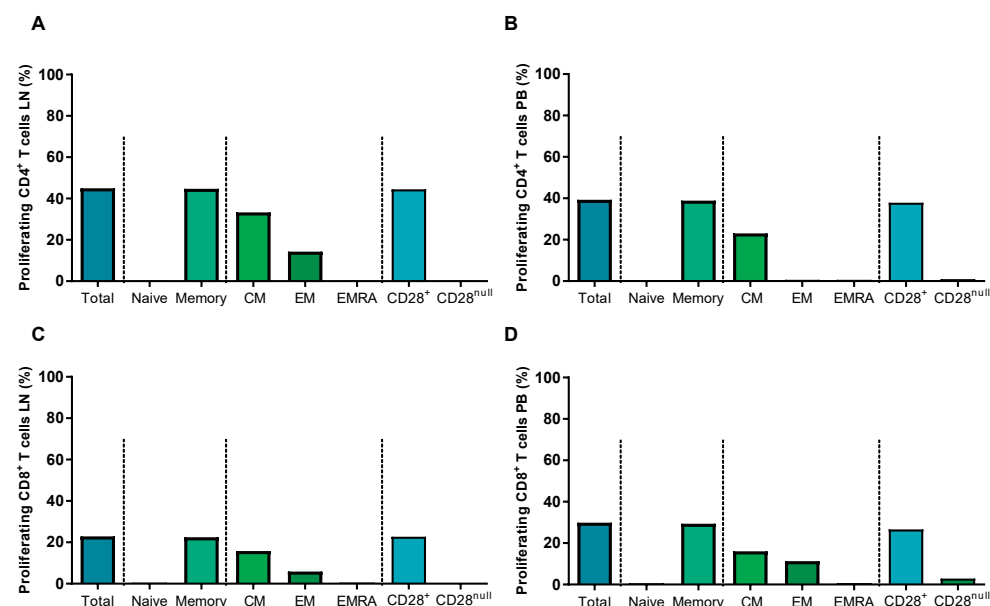 A
Proliferating CD4⁺ T cells LN (%)
100
80
60
40
20
0
Total Naive Memory CM EM EMRA CD28⁺ CD28ⁿᵘˡˡ
B
Proliferating CD4⁺ T cells PB (%)
100
80
60
40
20
0
Total Naive Memory CM EM EMRA CD28⁺ CD28ⁿᵘˡˡ
C
Proliferating CD8⁺ T cells LN (%)
100
80
60
40
20
0
Total Naive Memory CM EM EMRA CD28⁺ CD28ⁿᵘˡˡ
D
Proliferating CD8⁺ T cells PB (%)
100
80
60
40
20
0
Total Naive Memory CM EM EMRA CD28⁺ CD28ⁿᵘˡˡ